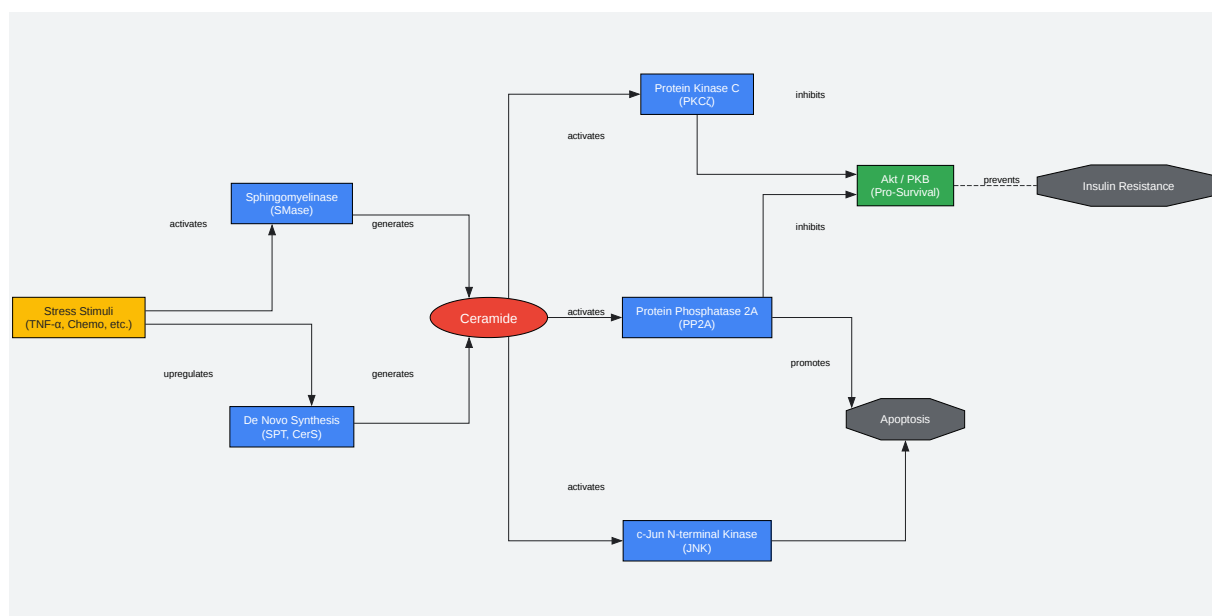 Protein Kinase C
(PKCζ)
inhibits
activates
Akt / PKB
(Pro-Survival)
prevents
Insulin Resistance
Sphingomyelinase
(SMase)
activates
generates
inhibits
Stress Stimuli
(TNF-α, Chemo, etc.)
Ceramide
activates
Protein Phosphatase 2A
(PP2A)
upregulates
generates
promotes
De Novo Synthesis
(SPT, CerS)
Apoptosis
activates
c-Jun N-terminal Kinase
(JNK)